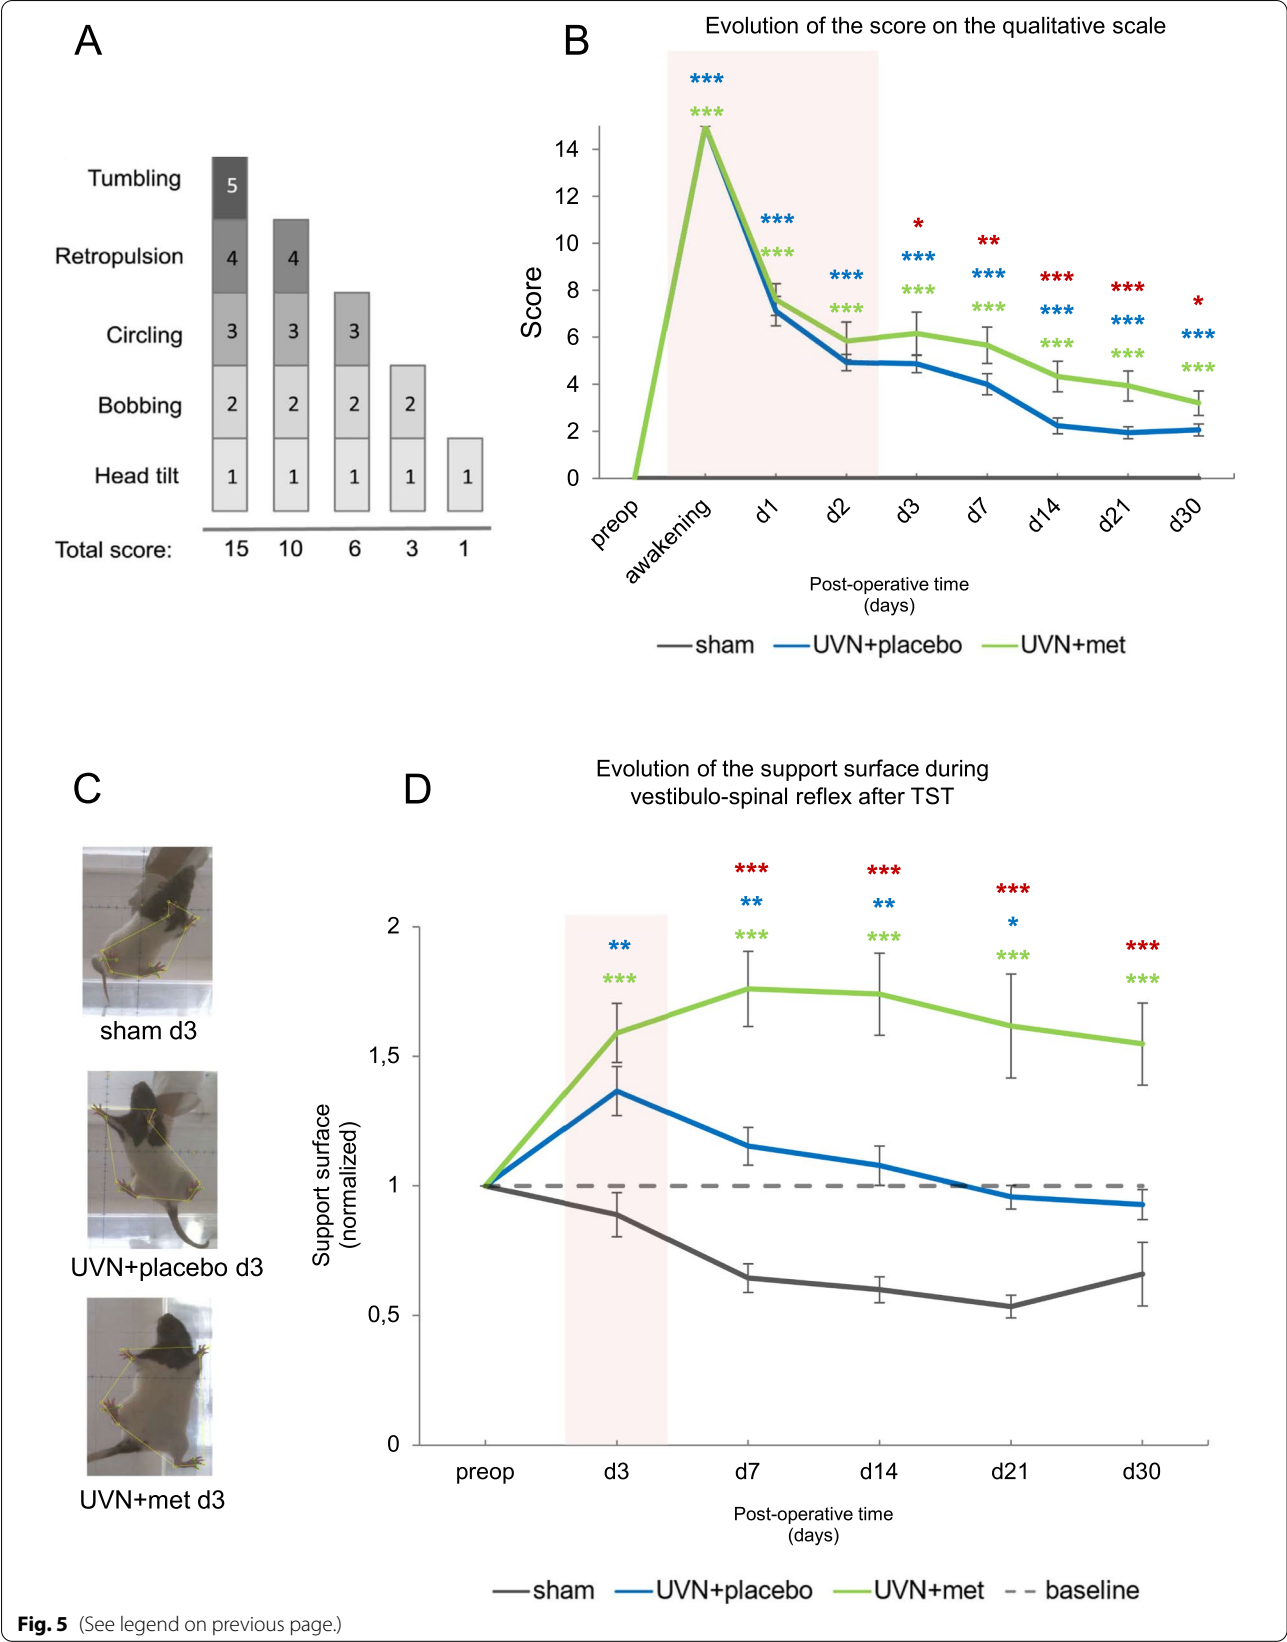 A
Tumbling
Retropulsion
Circling
Bobbing
Head tilt
5
4 4
3 3 3
2 2 2 2
1 1 1 1 1
Total score: 15 10 6 3 1
B
Evolution of the score on the qualitative scale
Score
14
12
10
8
6
4
2
0
*** *** *** *** * ** *** *** *
*** *** *** *** *** *** *** ***
*** *** *** *** *** ***
preop awakening d1 d2 d3 d7 d14 d21 d30
Post-operative time
(days)
sham UVN+placebo UVN+met
C
sham d3
UVN+placebo d3
UVN+met d3
D
Evolution of the support surface during
vestibulo-spinal reflex after TST
Support surface
(normalized)
2
1,5
1
0,5
0
** *** *** *** ***
*** ** ** * ***
*** *** ***
preop d3 d7 d14 d21 d30
Post-operative time
(days)
sham UVN+placebo UVN+met baseline
Fig. 5 (See legend on previous page.)